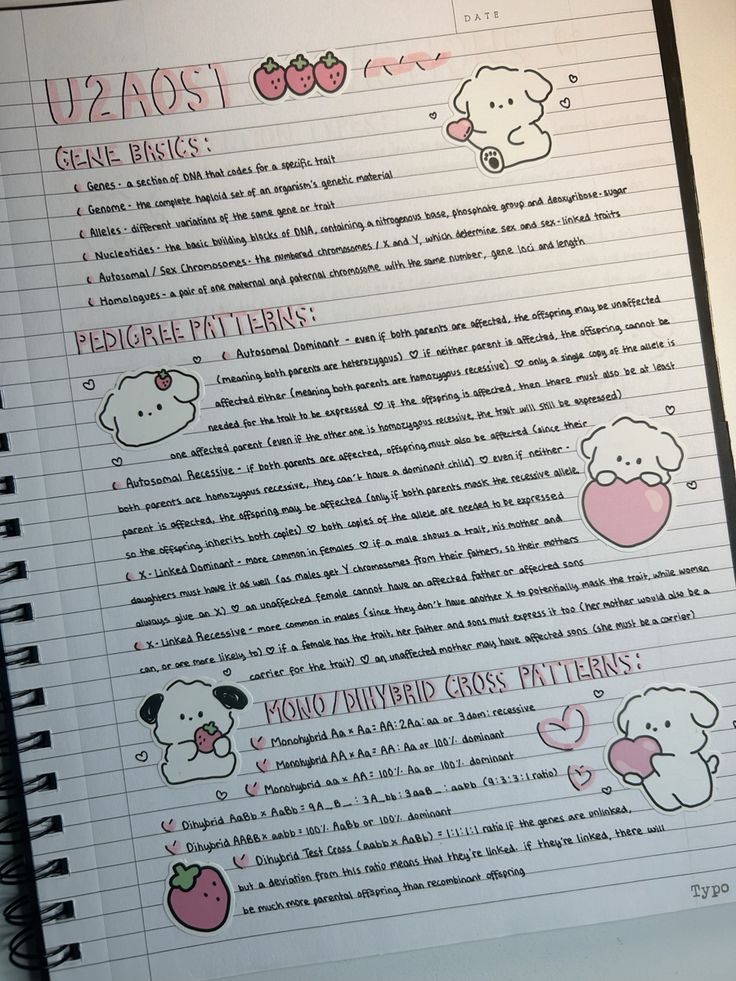 DATE
U2AOS1
GENE BASICS:
Genes - a section of DNA that codes for a specific trait
Genome - the complete haploid set of an organism's genetic material
Alleles - different variations of the same gene or trait
Nucleotides - the basic building blocks of DNA, containing a nitrogenous base, phosphate group and deoxyribose-sugar
Autosomal / Sex Chromosomes - the numbered chromosomes / X and Y, which determine sex and sex-linked traits
Homologues - a pair of one maternal and paternal chromosome with the same number, gene loci and length
PEDIGREE PATTERNS:
Autosomal Dominant - even if both parents are affected, the offspring may be unaffected
(meaning both parents are heterozygous) ♡ if neither parent is affected, the offspring cannot be
affected either (meaning both parents are homozygous recessive) ♡ only a single copy of the allele is
needed for the trait to be expressed ♡ if the offspring is affected, then there must also be at least
one affected parent (even if the other one is homozygous recessive, the trait will still be expressed)
Autosomal Recessive - if both parents are affected, offspring must also be affected (since their
both parents are homozygous recessive, they can't have a dominant child) ♡ even if neither -
parent is affected, the offspring may be affected (only if both parents mask the recessive allele,
so the offspring inherits both copies) ♡ both copies of the allele are needed to be expressed
X - Linked Dominant - more common in females ♡ if a male shows a trait, his mother and
daughters must have it as well (as males get Y chromosomes from their fathers, so their mothers
always give an X) ♡ an unaffected female cannot have an affected father or affected sons
X - Linked Recessive - more common in males (since they don't have another X to potentially mask the trait, while women
can, or are more likely to) ♡ if a female has the trait, her father and sons must express it too (her mother would also be a
carrier for the trait) ♡ an unaffected mother may have affected sons (she must be a carrier)
MONO/DIHYBRID CROSS PATTERNS:
Monohybrid Aa x Aa = AA : 2Aa : aa or 3 dom : recessive
Monohybrid AA x Aa = AA : Aa or 100% dominant
Monohybrid aa x AA = 100% Aa or 100% dominant
Dihybrid AaBb x AaBb = 9A_B_ : 3A_bb : 3aaB_ : aabb (9:3:3:1 ratio)
Dihybrid AABB x aabb = 100% AaBb or 100% dominant
Dihybrid Test Cross (aabb x AaBb) = 1:1:1:1 ratio if the genes are unlinked,
but a deviation from this ratio means that they're linked. if they're linked, there will
be much more parental offspring than recombinant offspring
Typo